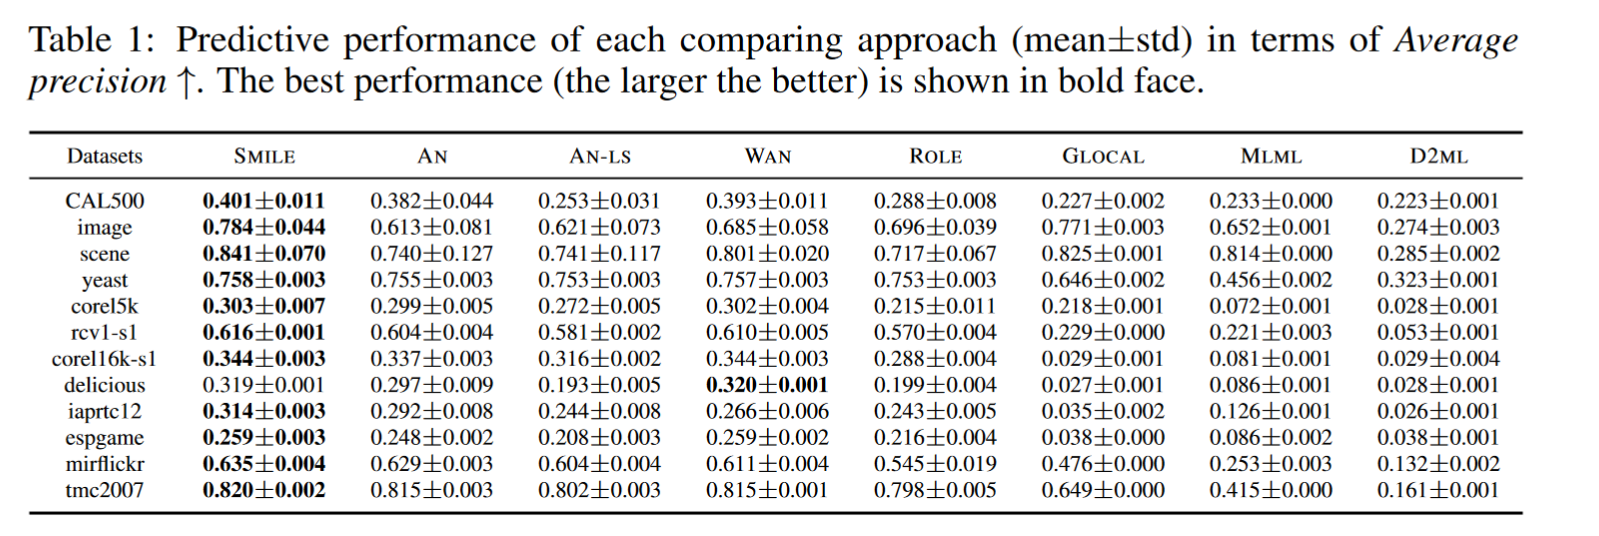 Table 1: Predictive performance of each comparing approach (mean±std) in terms of Average
precision ↑. The best performance (the larger the better) is shown in bold face.
Datasets SMILE AN AN-LS WAN ROLE GLOCAL MLML D2ML
CAL500 0.401±0.011 0.382±0.044 0.253±0.031 0.393±0.011 0.288±0.008 0.227±0.002 0.233±0.000 0.223±0.001
image 0.784±0.044 0.613±0.081 0.621±0.073 0.685±0.058 0.696±0.039 0.771±0.003 0.652±0.001 0.274±0.003
scene 0.841±0.070 0.740±0.127 0.741±0.117 0.801±0.020 0.717±0.067 0.825±0.001 0.814±0.000 0.285±0.002
yeast 0.758±0.003 0.755±0.003 0.753±0.003 0.757±0.003 0.753±0.003 0.646±0.002 0.456±0.002 0.323±0.001
corel5k 0.303±0.007 0.299±0.005 0.272±0.005 0.302±0.004 0.215±0.011 0.218±0.001 0.072±0.001 0.028±0.001
rcv1-s1 0.616±0.001 0.604±0.004 0.581±0.002 0.610±0.005 0.570±0.004 0.229±0.000 0.221±0.003 0.053±0.001
corel16k-s1 0.344±0.003 0.337±0.003 0.316±0.002 0.344±0.003 0.288±0.004 0.029±0.001 0.081±0.001 0.029±0.004
delicious 0.319±0.001 0.297±0.009 0.193±0.005 0.320±0.001 0.199±0.004 0.027±0.001 0.086±0.001 0.028±0.001
iaprtc12 0.314±0.003 0.292±0.008 0.244±0.008 0.266±0.006 0.243±0.005 0.035±0.002 0.126±0.001 0.026±0.001
espgame 0.259±0.003 0.248±0.002 0.208±0.003 0.259±0.002 0.216±0.004 0.038±0.000 0.086±0.002 0.038±0.001
mirflickr 0.635±0.004 0.629±0.003 0.604±0.004 0.611±0.004 0.545±0.019 0.476±0.000 0.253±0.003 0.132±0.002
tmc2007 0.820±0.002 0.815±0.003 0.802±0.003 0.815±0.001 0.798±0.005 0.649±0.000 0.415±0.000 0.161±0.001